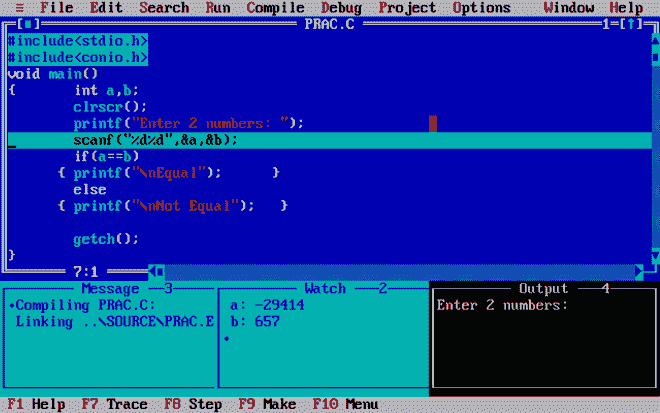 ≡ File Edit Search Run Compile Debug Project Options Window Help
[■] PRAC.C 1=[↑]
#include<stdio.h>
#include<conio.h>
void main()
{ int a,b;
clrscr();
printf("Enter 2 numbers: ");
scanf("%d%d",&a,&b);
if(a==b)
{ printf("\nEqual"); }
else
{ printf("\nNot Equal"); }
getch();
}
7:1
Message 3
•Compiling PRAC.C:
Linking ..\SOURCE\PRAC.E
Watch 2
a: -29414
b: 657
Output 4
Enter 2 numbers:
F1 Help F7 Trace F8 Step F9 Make F10 Menu